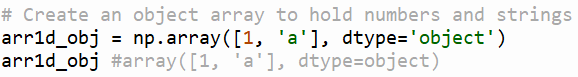 # Create an object array to hold numbers and strings
arr1d_obj = np.array([1, 'a'], dtype='object')
arr1d_obj #array([1, 'a'], dtype=object)